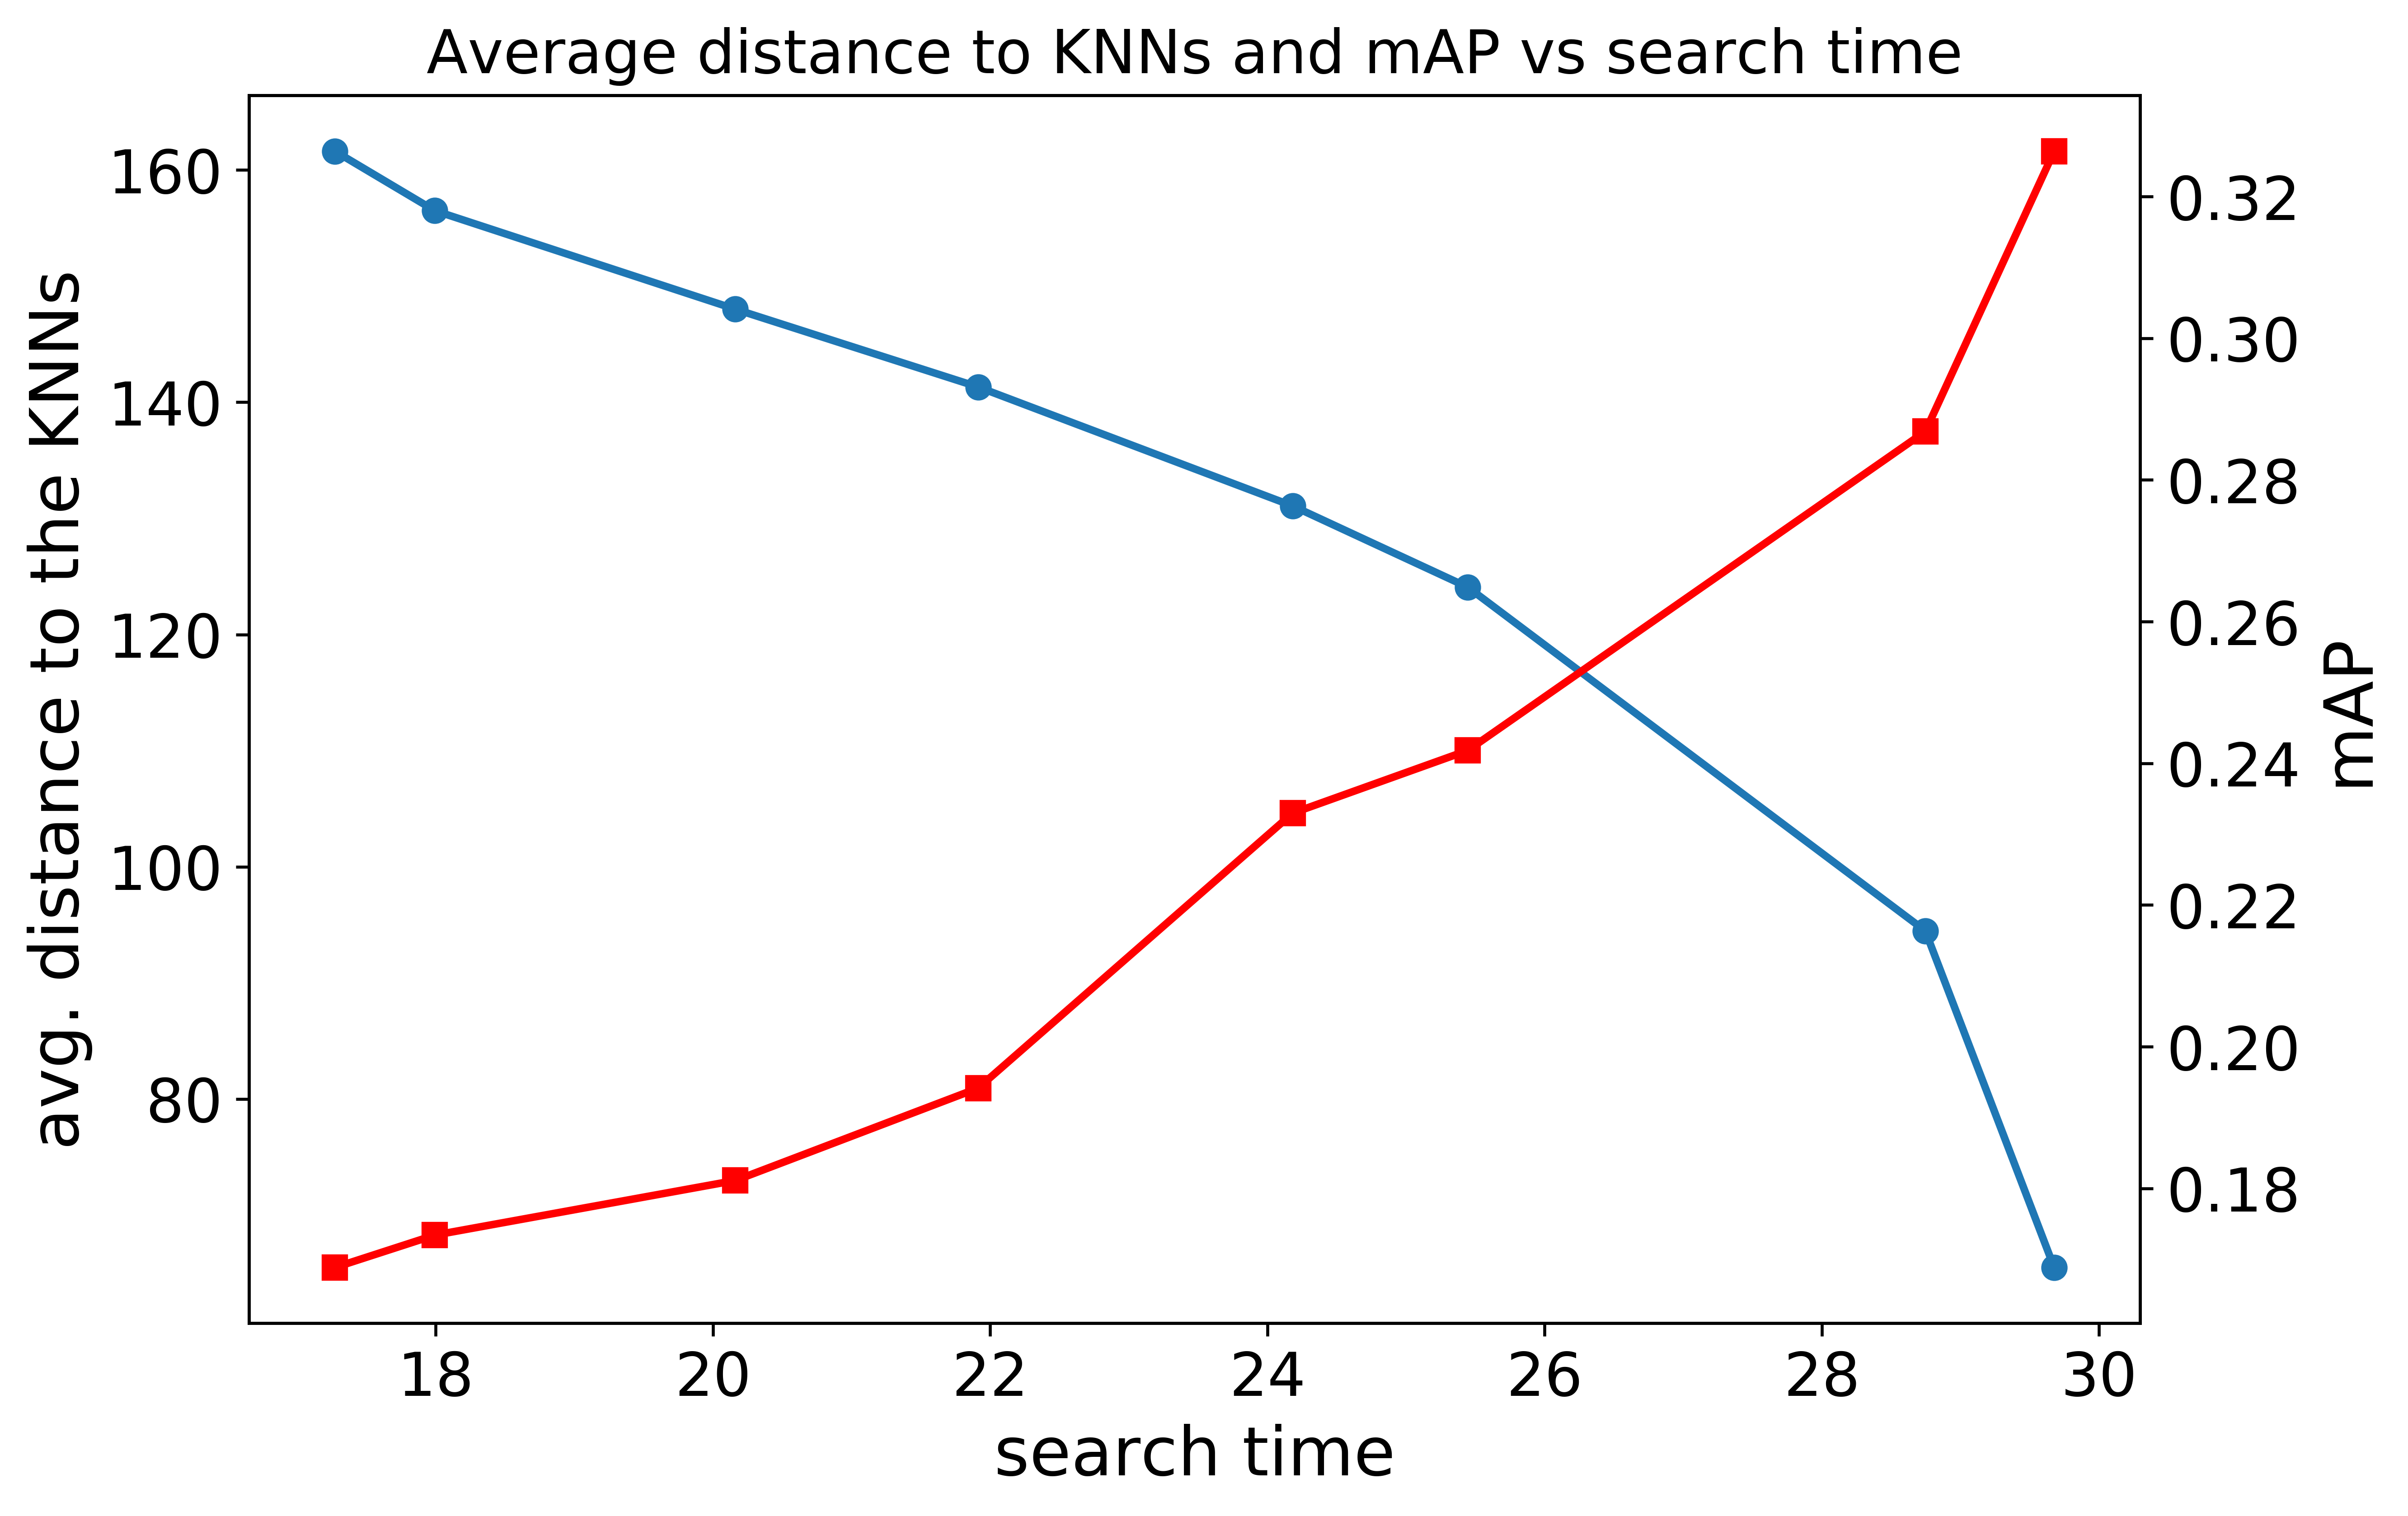 Average distance to KNNs and mAP vs search time
avg. distance to the KNNs
160
140
120
100
80
0.32
0.30
0.28
0.26
0.24
0.22
0.20
0.18
mAP
18 20 22 24 26 28 30
search time